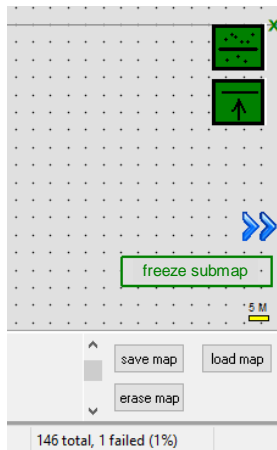 x
freeze submap
5 M
save map
load map
erase map
146 total, 1 failed (1%)